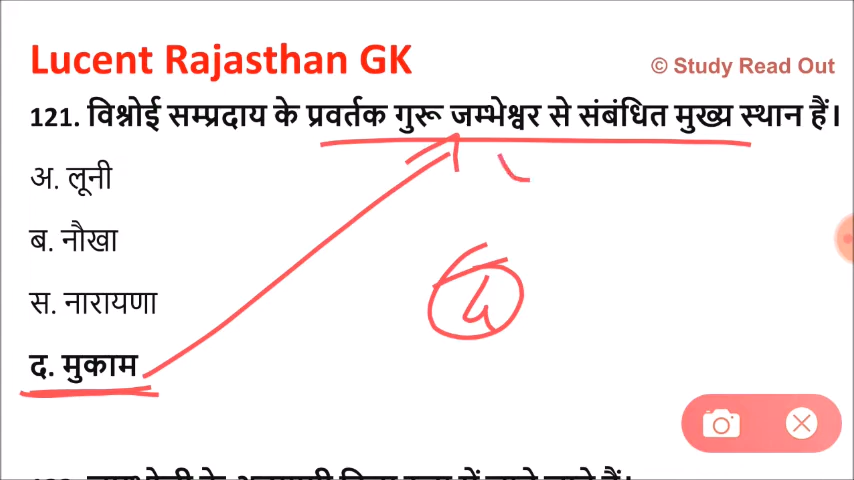 Lucent Rajasthan GK
© Study Read Out
121. विश्नोई सम्प्रदाय के प्रवर्तक गुरू जम्भेश्वर से संबंधित मुख्य स्थान हैं।
अ. लूनी
ब. नौखा
स. नारायणा
द. मुकाम